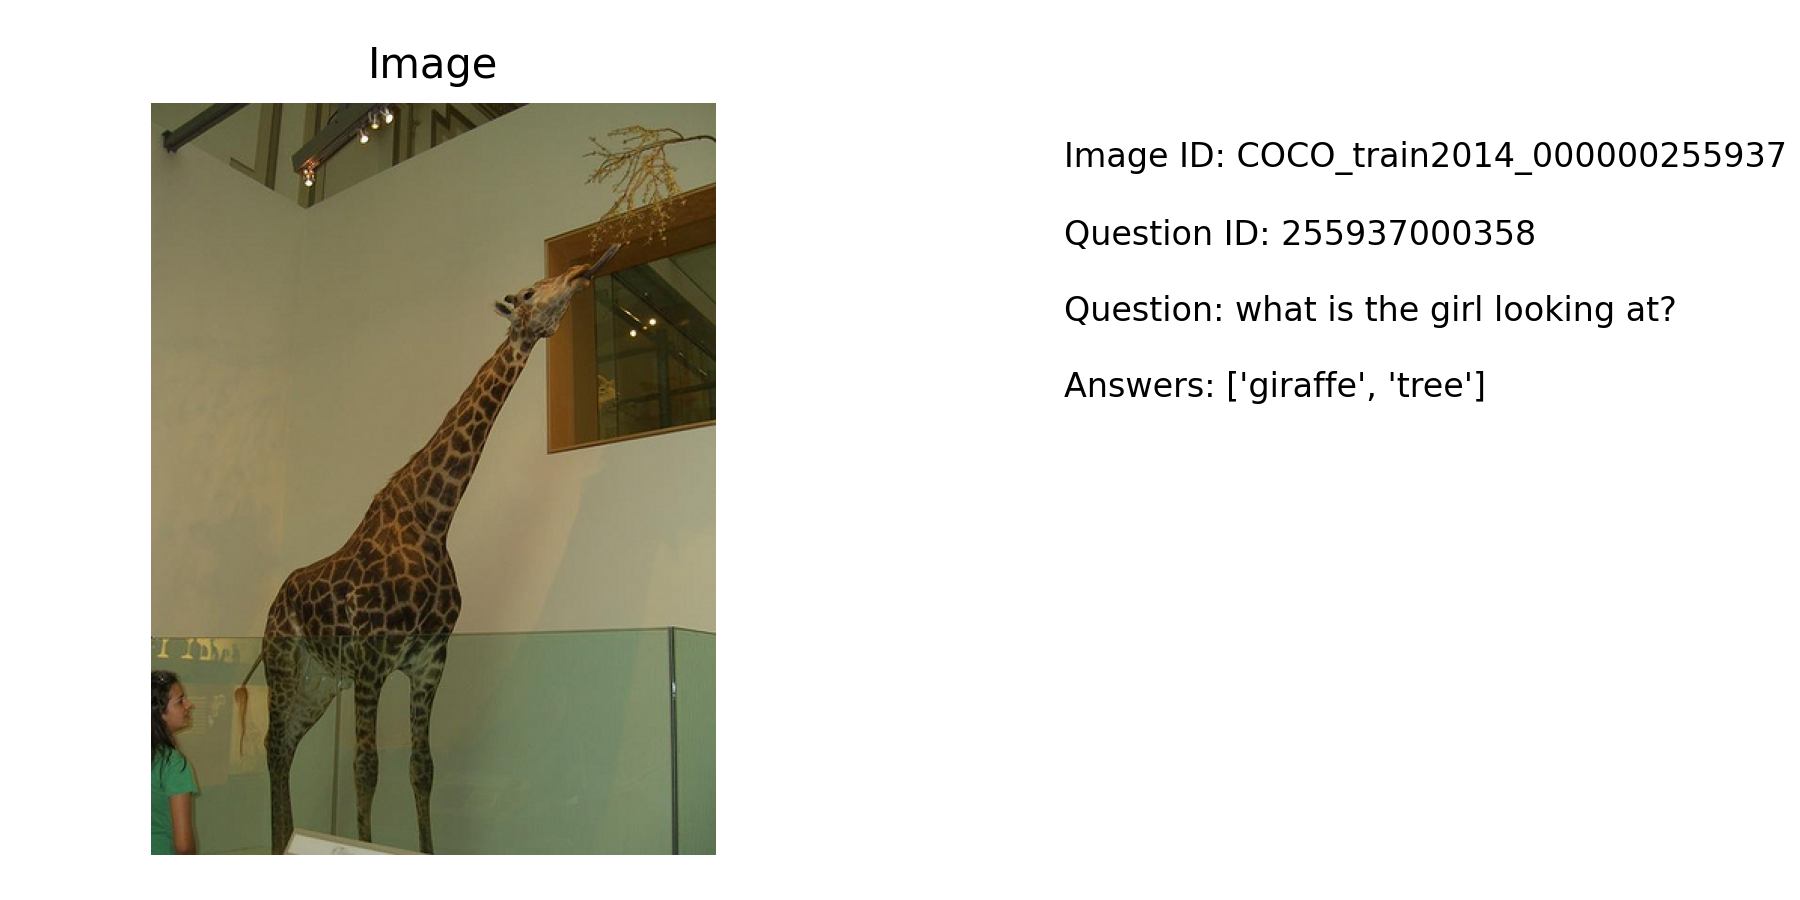 Image
Image ID: COCO_train2014_000000255937
Question ID: 255937000358
Question: what is the girl looking at?
Answers: ['giraffe', 'tree']